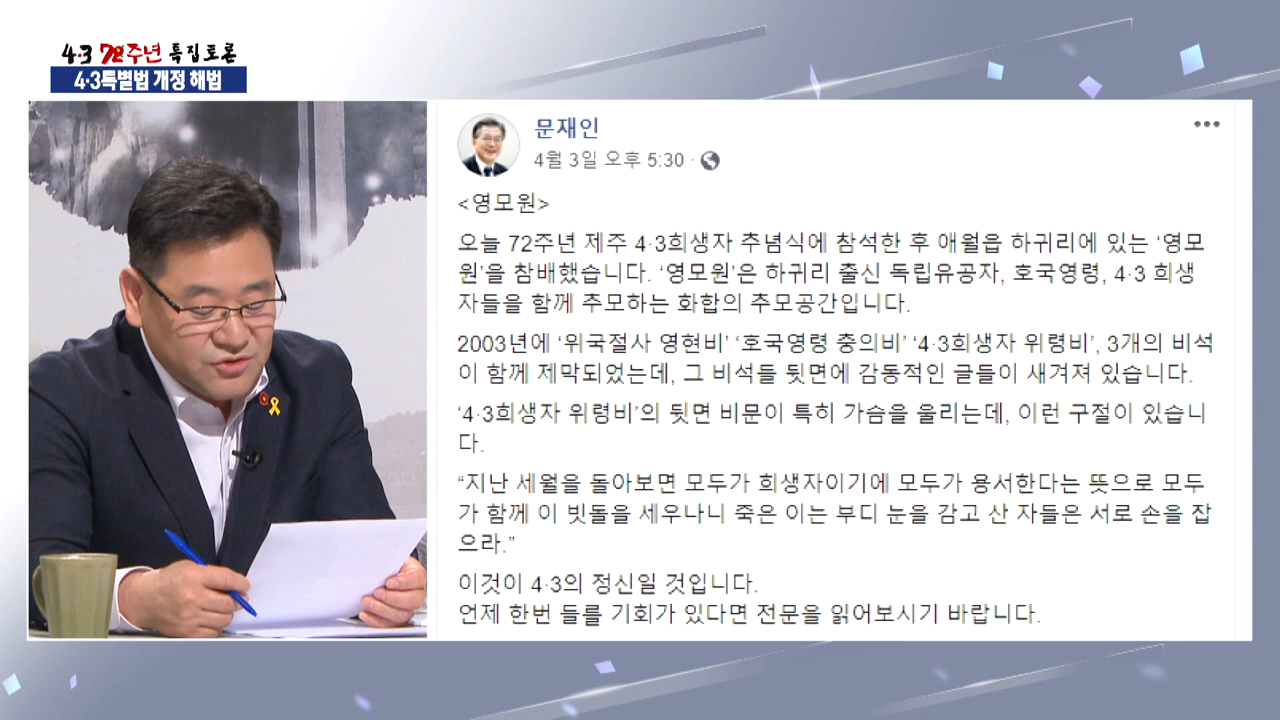 4·3 72주년 특집토론
4·3특별법 개정 해법
문재인
4월 3일 오후 5:30 ·
<영모원>
오늘 72주년 제주 4·3희생자 추념식에 참석한 후 애월읍 하귀리에 있는 ‘영모
원’을 참배했습니다. ‘영모원’은 하귀리 출신 독립유공자, 호국영령, 4·3 희생
자들을 함께 추모하는 화합의 추모공간입니다.
2003년에 ‘위국절사 영현비’ ‘호국영령 충의비’ ‘4·3희생자 위령비’, 3개의 비석
이 함께 제막되었는데, 그 비석들 뒷면에 감동적인 글들이 새겨져 있습니다.
‘4·3희생자 위령비’의 뒷면 비문이 특히 가슴을 울리는데, 이런 구절이 있습니
다.
“지난 세월을 돌아보면 모두가 희생자이기에 모두가 용서한다는 뜻으로 모두
가 함께 이 빗돌을 세우나니 죽은 이는 부디 눈을 감고 산 자들은 서로 손을 잡
으라.”
이것이 4·3의 정신일 것입니다.
언제 한번 들를 기회가 있다면 전문을 읽어보시기 바랍니다.